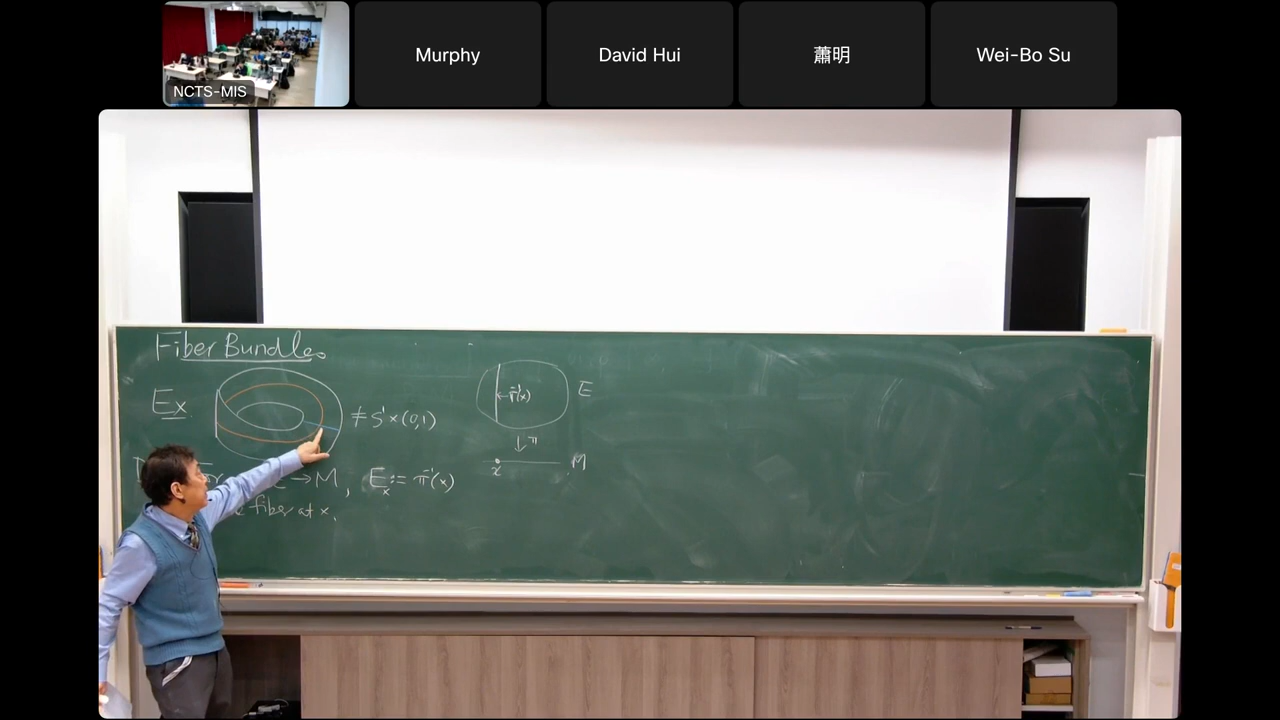 NCTS-MIS
Murphy
David Hui
蕭明
Wei-Bo Su
Fiber Bundles
Ex
≠ S¹ × (0,1)
π⁻¹(x)
E
↓ π
x
M
→ M, Eₓ := π⁻¹(x)
fiber at x.